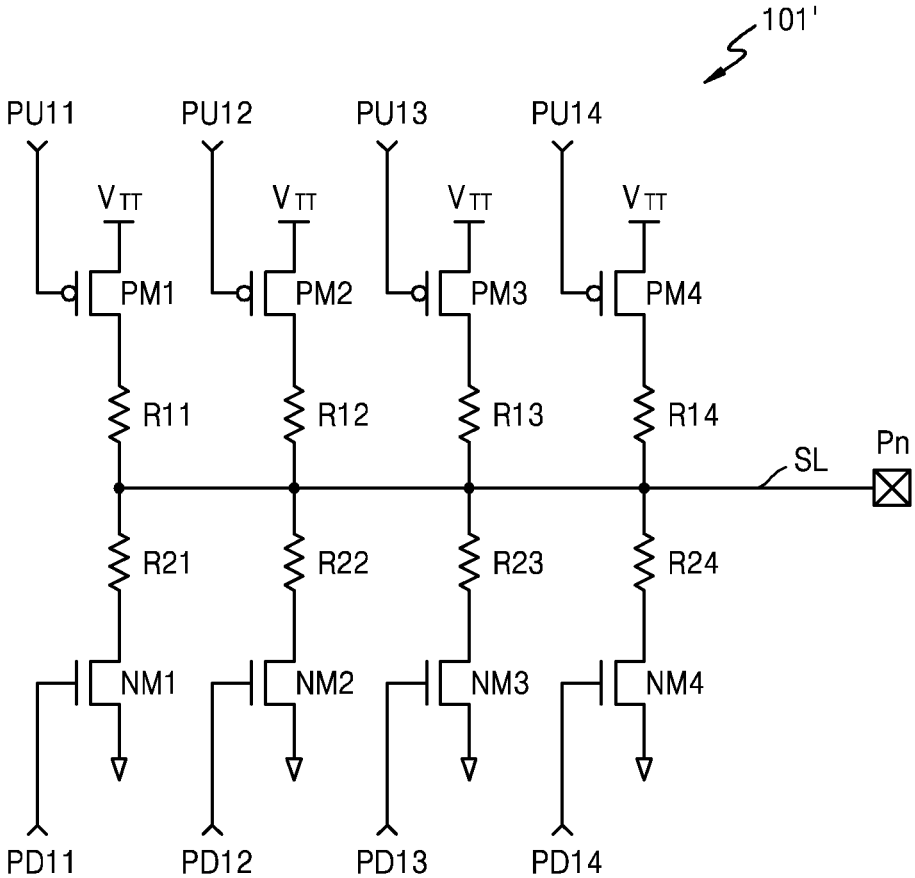 101'
PU11 PU12 PU13 PU14
VTT VTT VTT VTT
PM1 PM2 PM3 PM4
R11 R12 R13 R14
Pn
SL
R21 R22 R23 R24
NM1 NM2 NM3 NM4
PD11 PD12 PD13 PD14